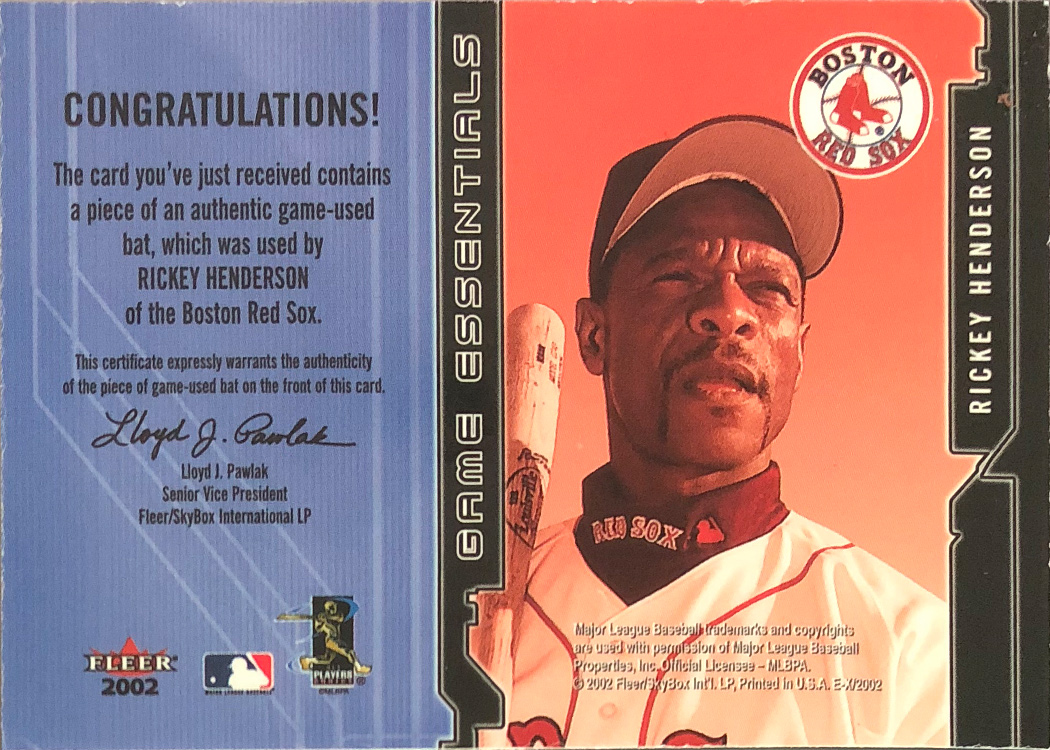 CONGRATULATIONS!
The card you've just received contains
a piece of an authentic game-used
bat, which was used by
RICKEY HENDERSON
of the Boston Red Sox.
This certificate expressly warrants the authenticity
of the piece of game-used bat on the front of this card.
Lloyd J. Pawlak
Lloyd J. Pawlak
Senior Vice President
Fleer/SkyBox International LP
FLEER
2002
PLAYERS
GAME ESSENTIALS
BOSTON
RED SOX
RICKEY HENDERSON
RED SOX
Major League Baseball trademarks and copyrights
are used with permission of Major League Baseball
Properties, Inc. Official Licensee – MLBPA.
© 2002 Fleer/SkyBox Int'l. LP, Printed in U.S.A. E-X/2002